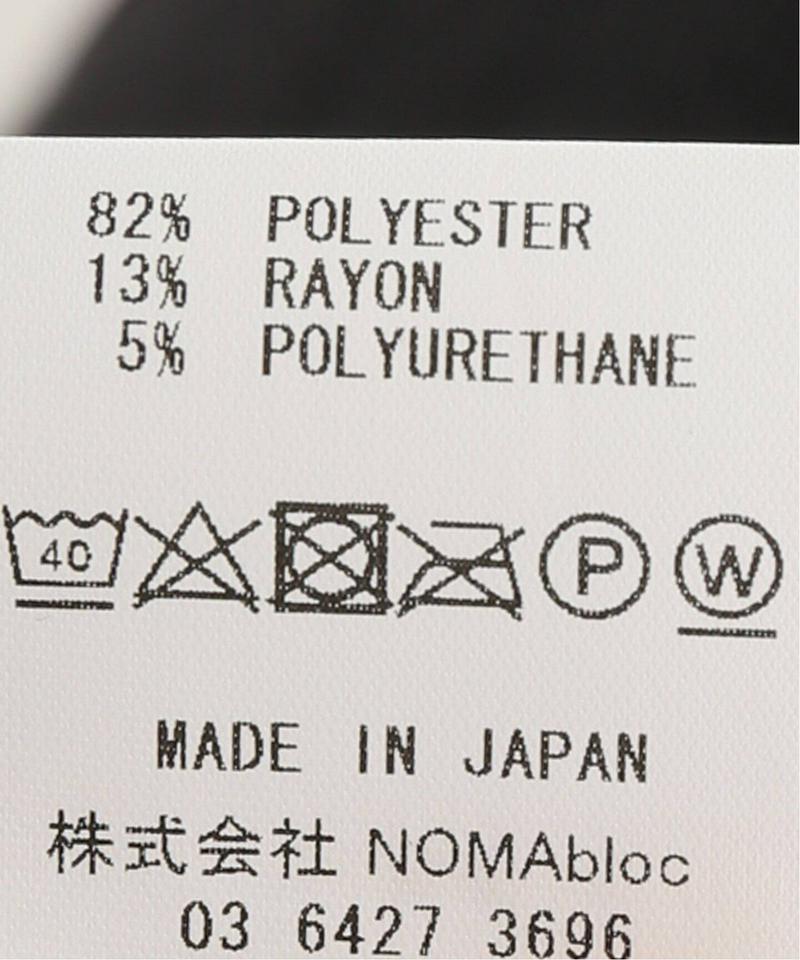 82% POLYESTER
13% RAYON
5% POLYURETHANE
40 P W
MADE IN JAPAN
株式会社 NOMAbloc
03 6427 3696